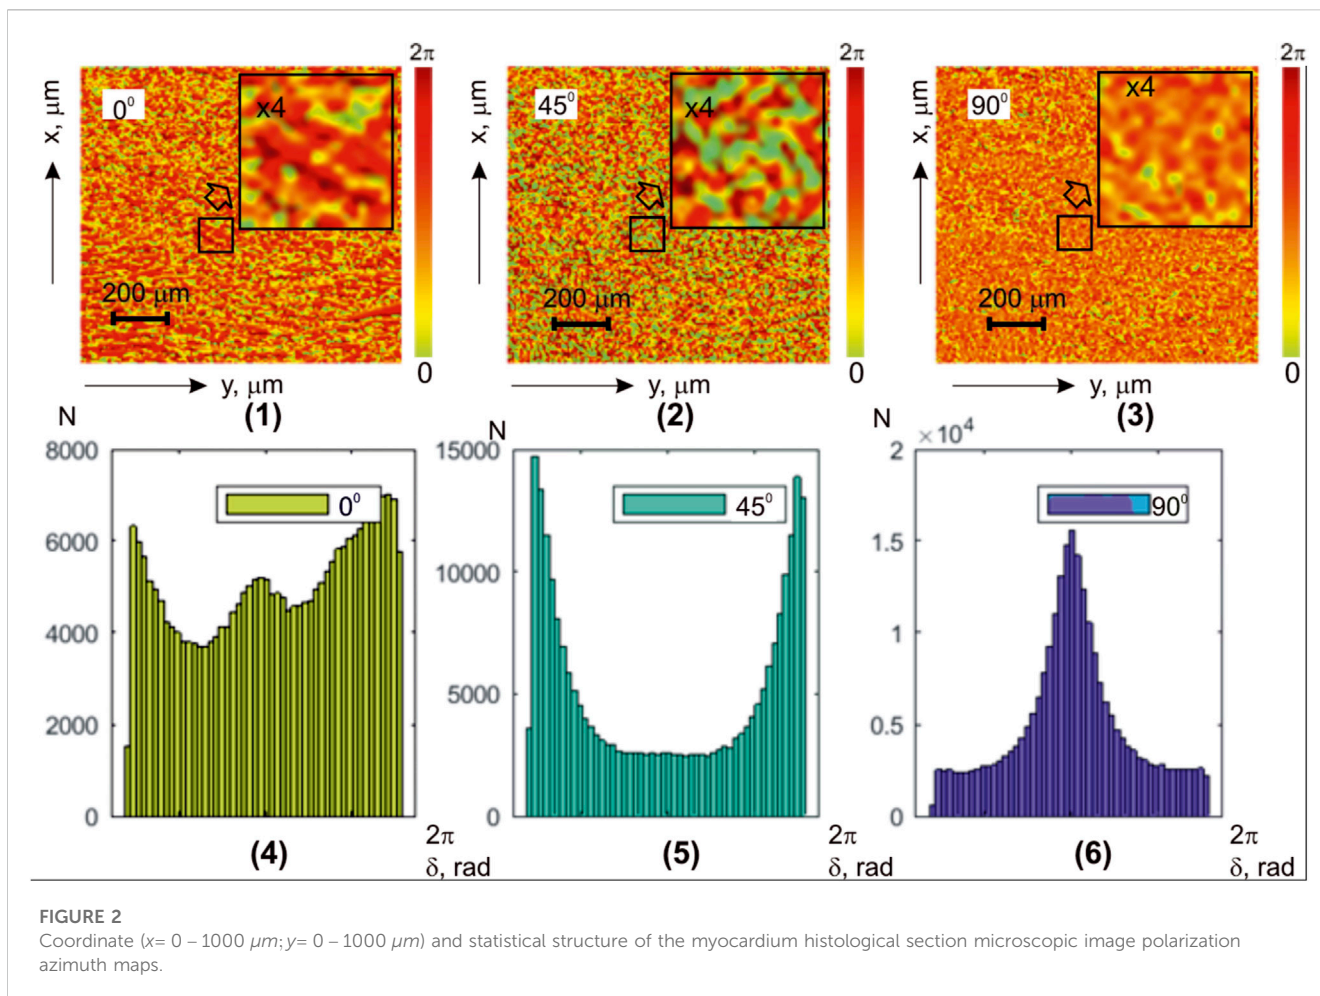 2π 2π 2π
x, μm 0⁰ x4 x, μm 45⁰ x4 x, μm 90⁰ x4
200 μm 200 μm 200 μm
0 0 0
y, μm y, μm y, μm
(1) (2) (3)
N N N
8000 15000 2 ×10⁴
0⁰ 45⁰ 90⁰
6000 10000 1.5
4000 5000 1
2000 0.5
0 0 0
2π 2π 2π
(4) (5) (6)
δ, rad δ, rad δ, rad
FIGURE 2
Coordinate (x= 0 – 1000 μm; y= 0 – 1000 μm) and statistical structure of the myocardium histological section microscopic image polarization
azimuth maps.